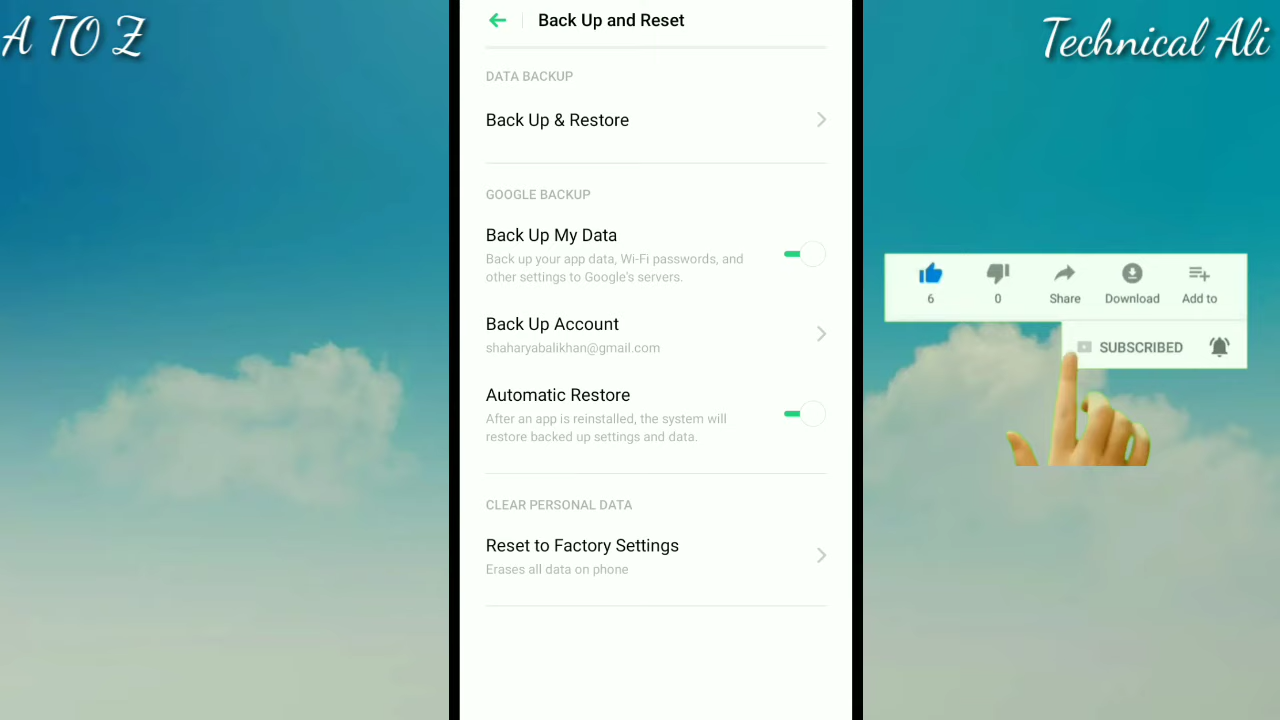 A TO Z
Technical Ali
Back Up and Reset
DATA BACKUP
Back Up & Restore
GOOGLE BACKUP
Back Up My Data
Back up your app data, Wi-Fi passwords, and
other settings to Google's servers.
Back Up Account
shaharyabalikhan@gmail.com
Automatic Restore
After an app is reinstalled, the system will
restore backed up settings and data.
CLEAR PERSONAL DATA
Reset to Factory Settings
Erases all data on phone
6
0
Share
Download
Add to
SUBSCRIBED